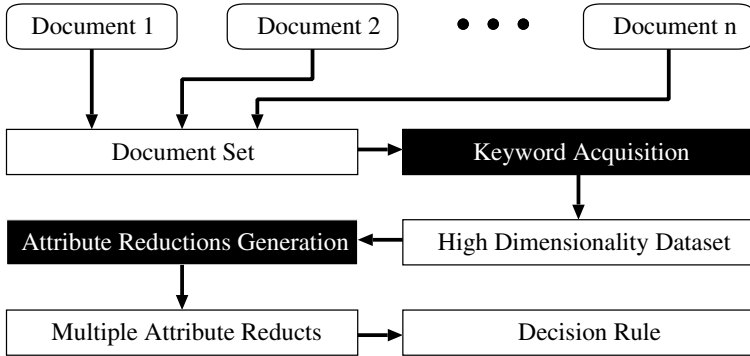 Document 1
Document 2
Document n
Document Set
Keyword Acquisition
Attribute Reductions Generation
High Dimensionality Dataset
Multiple Attribute Reducts
Decision Rule